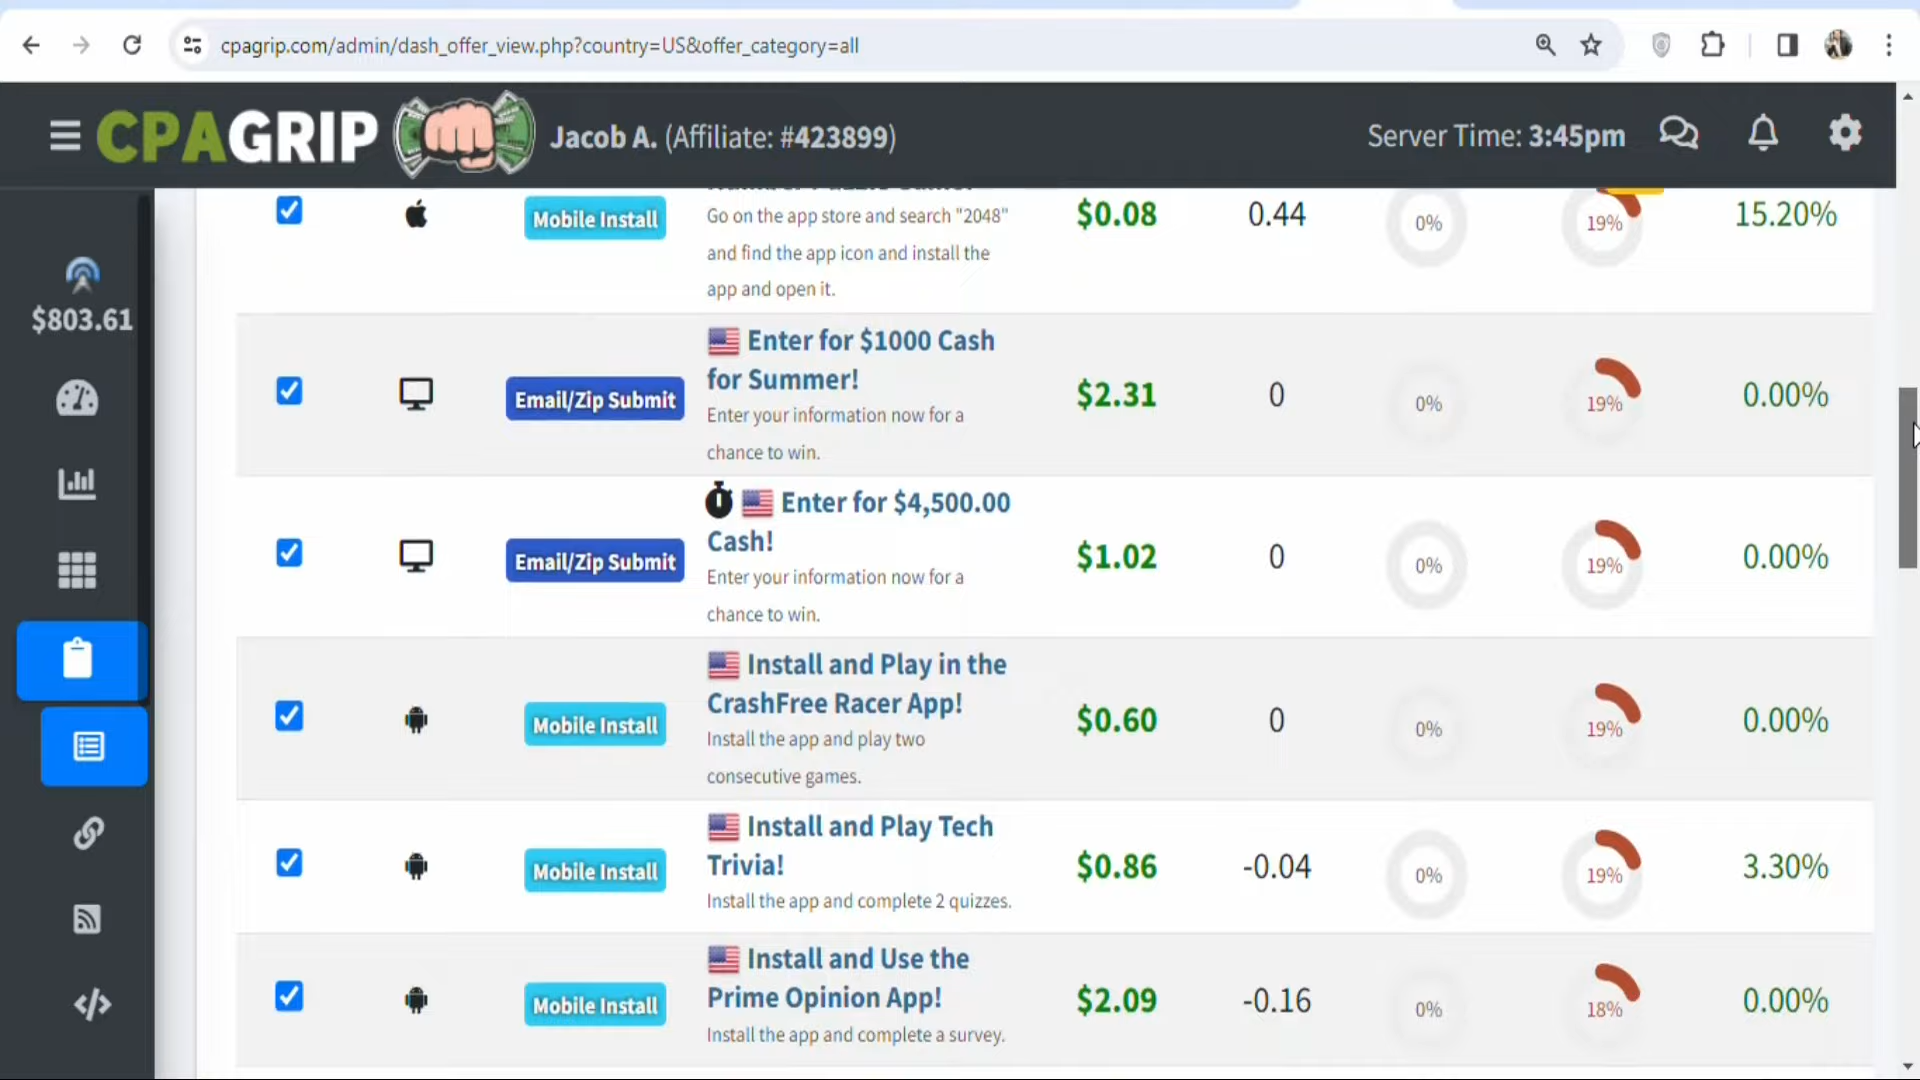 cpagrip.com/admin/dash_offer_view.php?country=US&offer_category=all
CPAGRIP Jacob A. (Affiliate: #423899) Server Time: 3:45pm
$803.61
Mobile Install
Go on the app store and search "2048"
and find the app icon and install the
app and open it.
$0.08 0.44 0% 19% 15.20%
Email/Zip Submit
Enter for $1000 Cash
for Summer!
Enter your information now for a
chance to win.
$2.31 0 0% 19% 0.00%
Email/Zip Submit
Enter for $4,500.00
Cash!
Enter your information now for a
chance to win.
$1.02 0 0% 19% 0.00%
Mobile Install
Install and Play in the
CrashFree Racer App!
Install the app and play two
consecutive games.
$0.60 0 0% 19% 0.00%
Mobile Install
Install and Play Tech
Trivia!
Install the app and complete 2 quizzes.
$0.86 -0.04 0% 19% 3.30%
Mobile Install
Install and Use the
Prime Opinion App!
Install the app and complete a survey.
$2.09 -0.16 0% 18% 0.00%